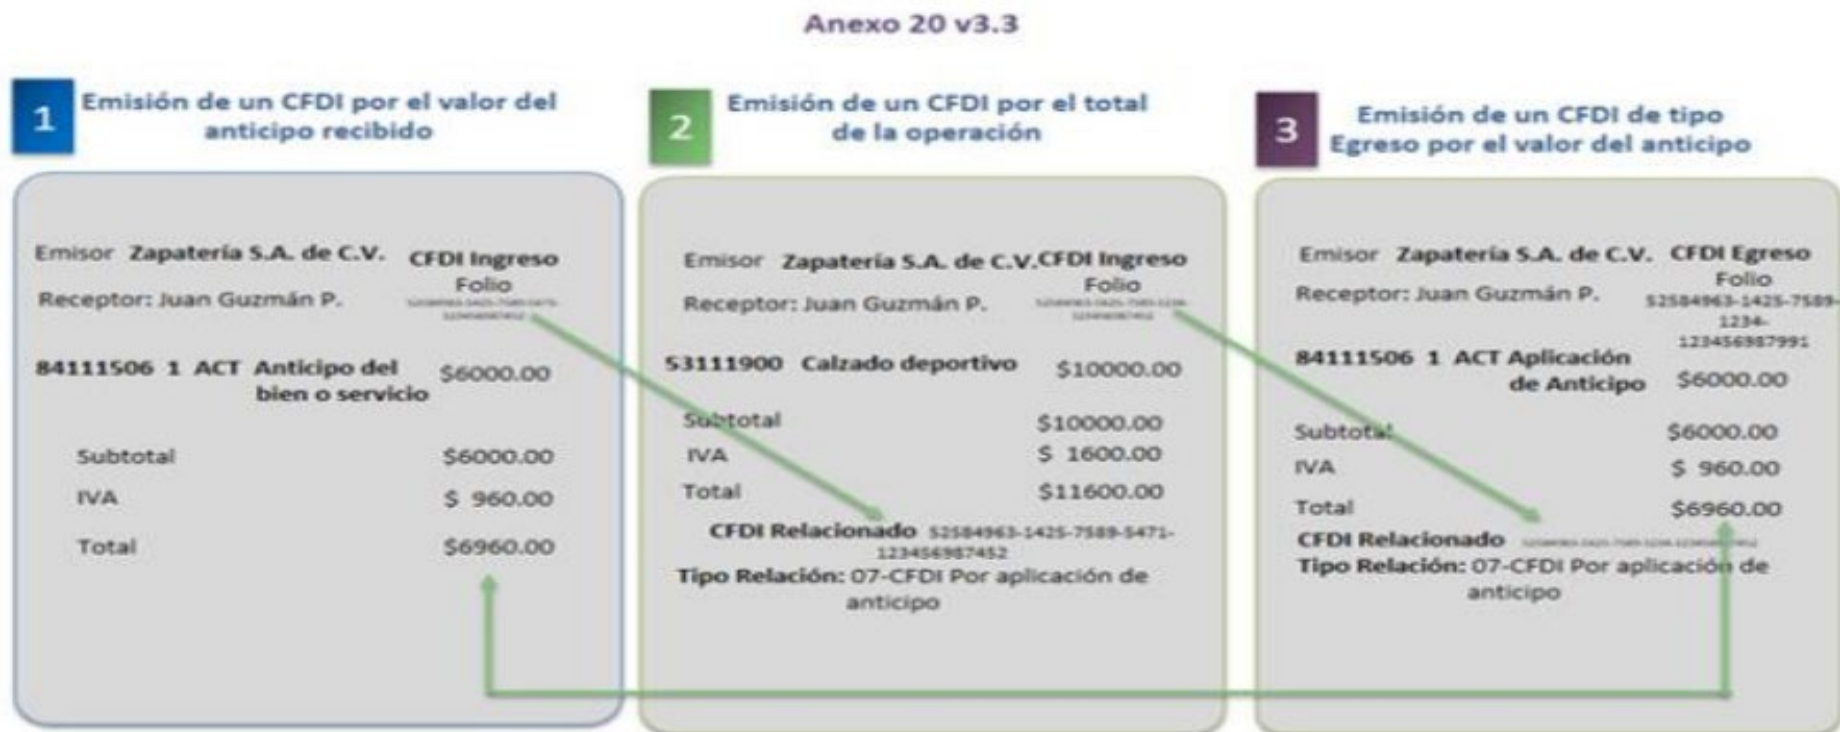 Anexo 20 v3.3
1
Emisión de un CFDI por el valor del
anticipo recibido
Emisor Zapatería S.A. de C.V. CFDI Ingreso
Folio
Receptor: Juan Guzmán P.
84111506 1 ACT Anticipo del $6000.00
bien o servicio
Subtotal $6000.00
IVA $ 960.00
Total $6960.00
2
Emisión de un CFDI por el total
de la operación
Emisor Zapatería S.A. de C.V. CFDI Ingreso
Folio
Receptor: Juan Guzmán P.
53111900 Calzado deportivo $10000.00
Subtotal $10000.00
IVA $ 1600.00
Total $11600.00
CFDI Relacionado 52584963-1425-7589-5471-
123456987452
Tipo Relación: 07-CFDI Por aplicación de
anticipo
3
Emisión de un CFDI de tipo
Egreso por el valor del anticipo
Emisor Zapatería S.A. de C.V. CFDI Egreso
Folio
Receptor: Juan Guzmán P. 52584963-1425-7589-
1234-
123456987991
84111506 1 ACT Aplicación
de Anticipo $6000.00
Subtotal $6000.00
IVA $ 960.00
Total $6960.00
CFDI Relacionado
Tipo Relación: 07-CFDI Por aplicación de
anticipo